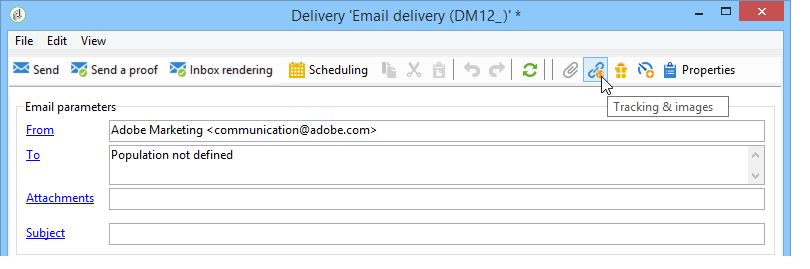 Delivery 'Email delivery (DM12_)' *
File Edit View
Send Send a proof Inbox rendering Scheduling Properties
Tracking & images
Email parameters
From Adobe Marketing <communication@adobe.com>
To Population not defined
Attachments
Subject